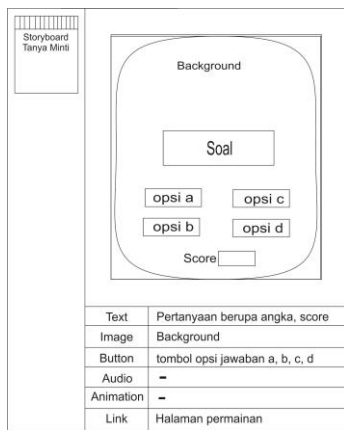 Storyboard
Tanya Minti
Background
Soal
opsi a
opsi c
opsi b
opsi d
Score
Text Pertanyaan berupa angka, score
Image Background
Button tombol opsi jawaban a, b, c, d
Audio -
Animation -
Link Halaman permainan